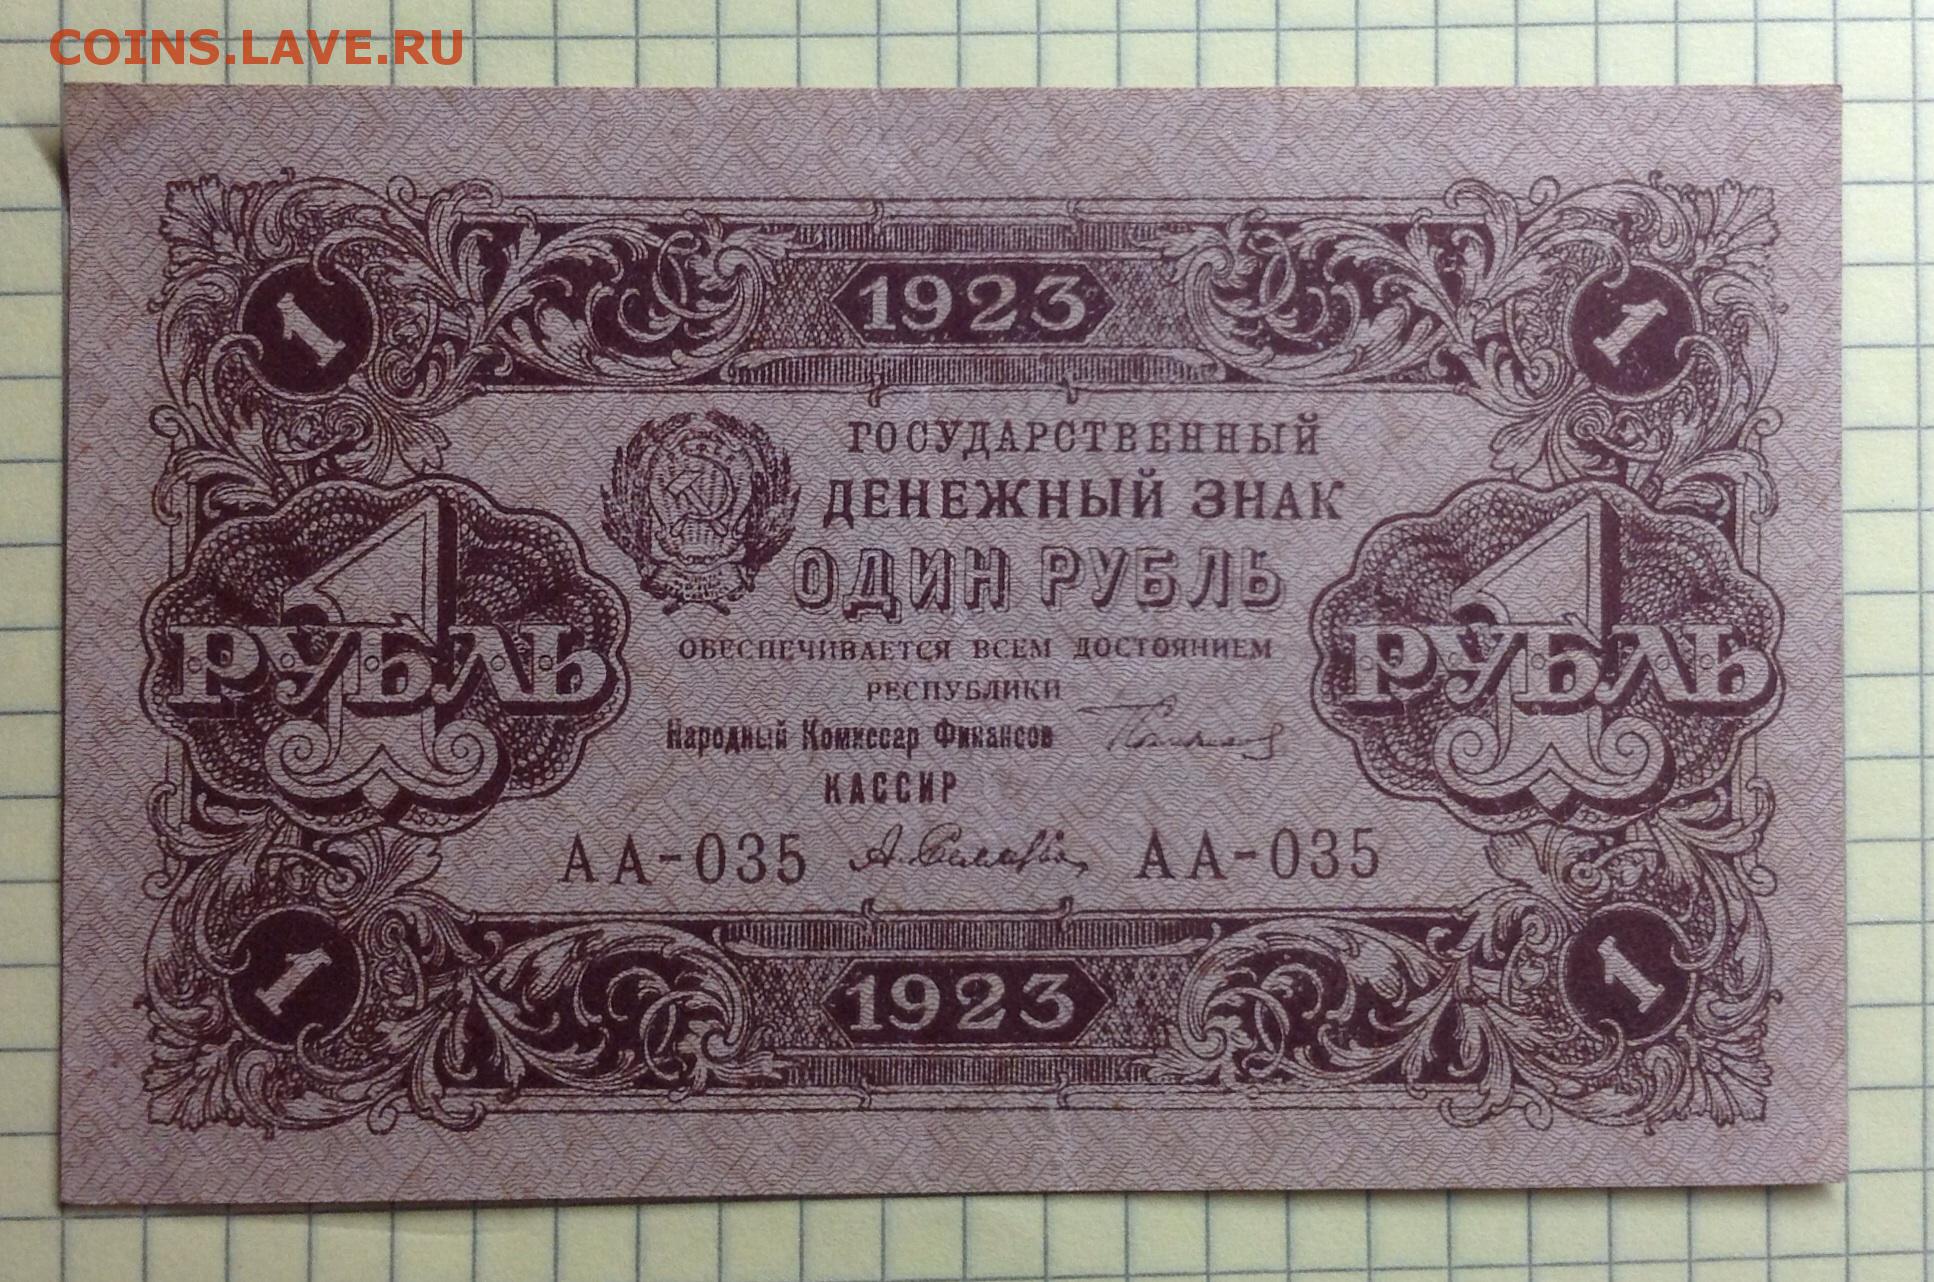 COINS.LAVE.RU
1 1923 1
ГОСУДАРСТВЕННЫЙ
ДЕНЕЖНЫЙ ЗНАК
ОДИН РУБЛЬ
1 РУБЛЬ
1 РУБЛЬ
ОБЕСПЕЧИВАЕТСЯ ВСЕМ ДОСТОЯНИЕМ
РЕСПУБЛИКИ
Народный Комиссар Финансов
КАССИР
АА-035 АА-035
1 1923 1